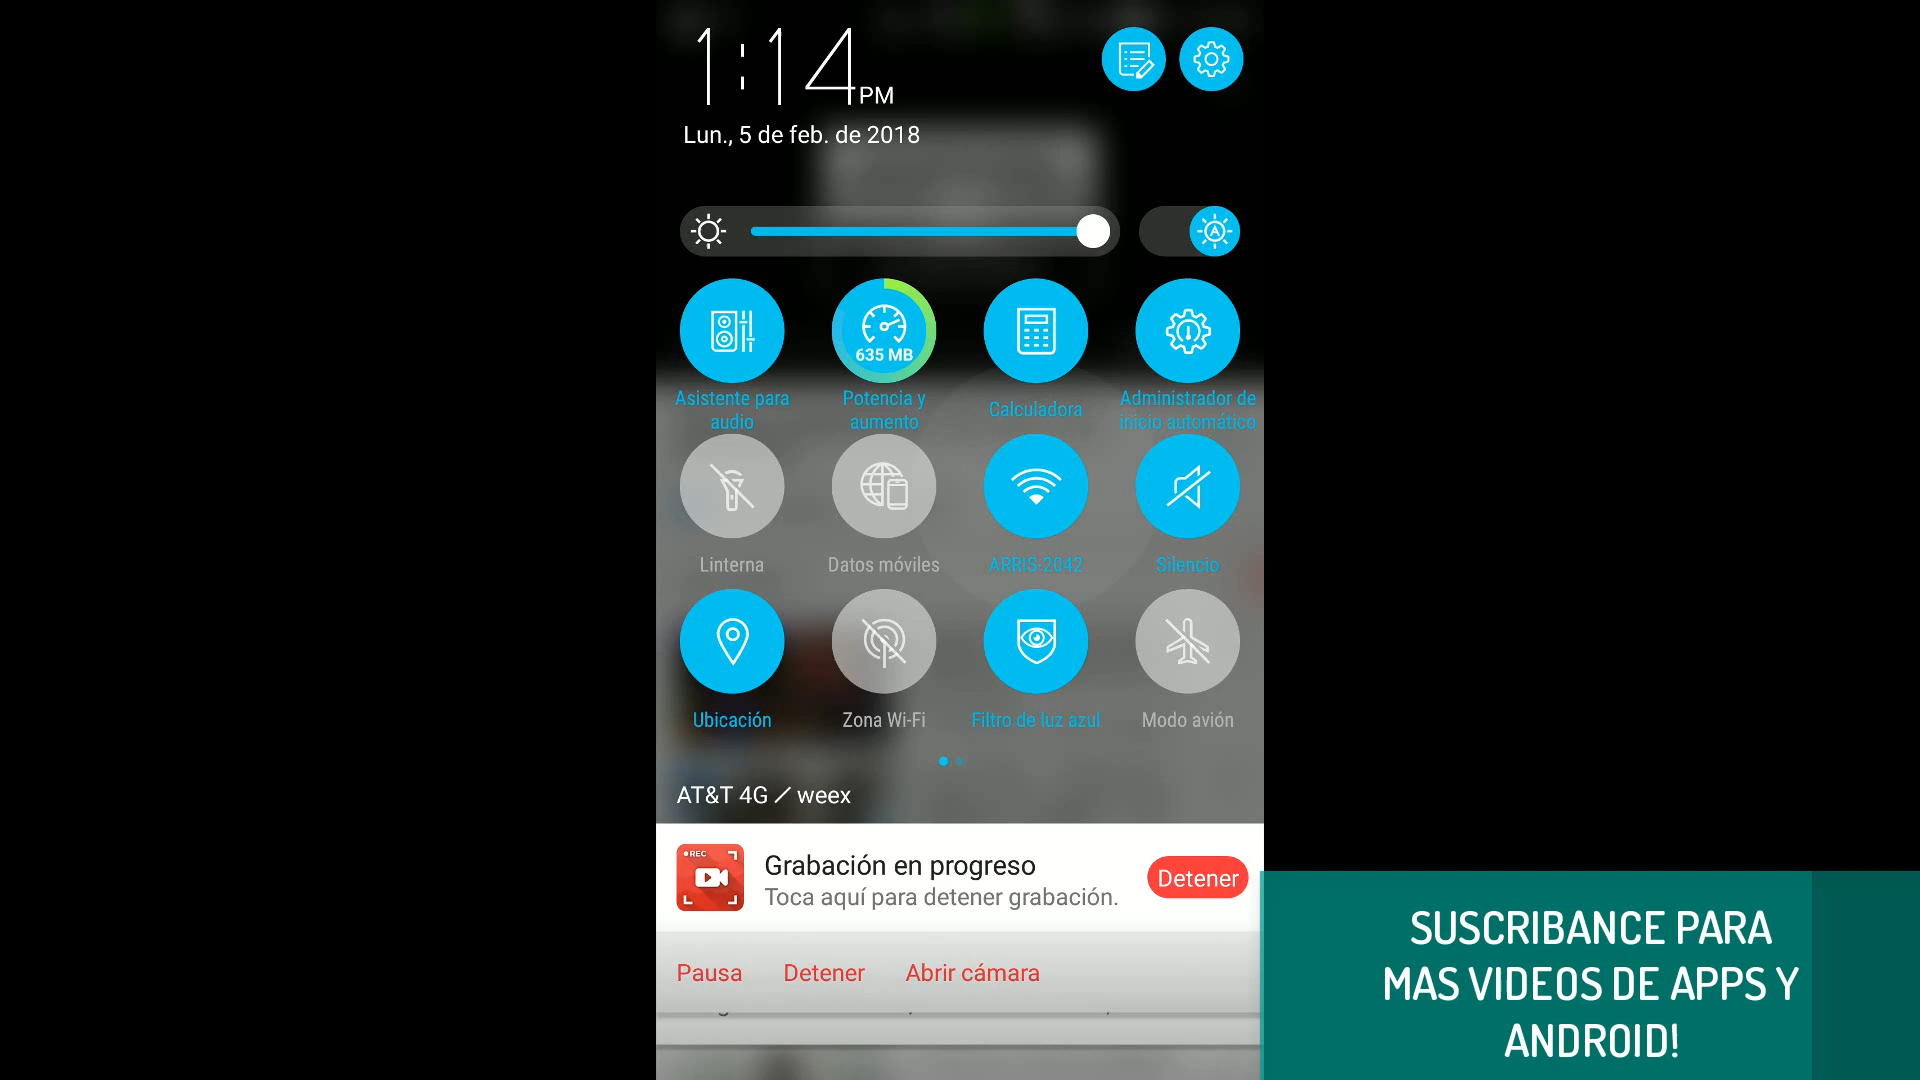 1:14 PM
Lun., 5 de feb. de 2018
A
635 MB
Asistente para
audio
Potencia y
aumento
Calculadora
Administrador de
inicio automático
Linterna
Datos móviles
ARRIS-2042
Silencio
Ubicación
Zona Wi-Fi
Filtro de luz azul
Modo avión
AT&T 4G / weex
REC
Grabación en progreso
Toca aquí para detener grabación.
Detener
Pausa
Detener
Abrir cámara
SUSCRIBANCE PARA
MAS VIDEOS DE APPS Y
ANDROID!